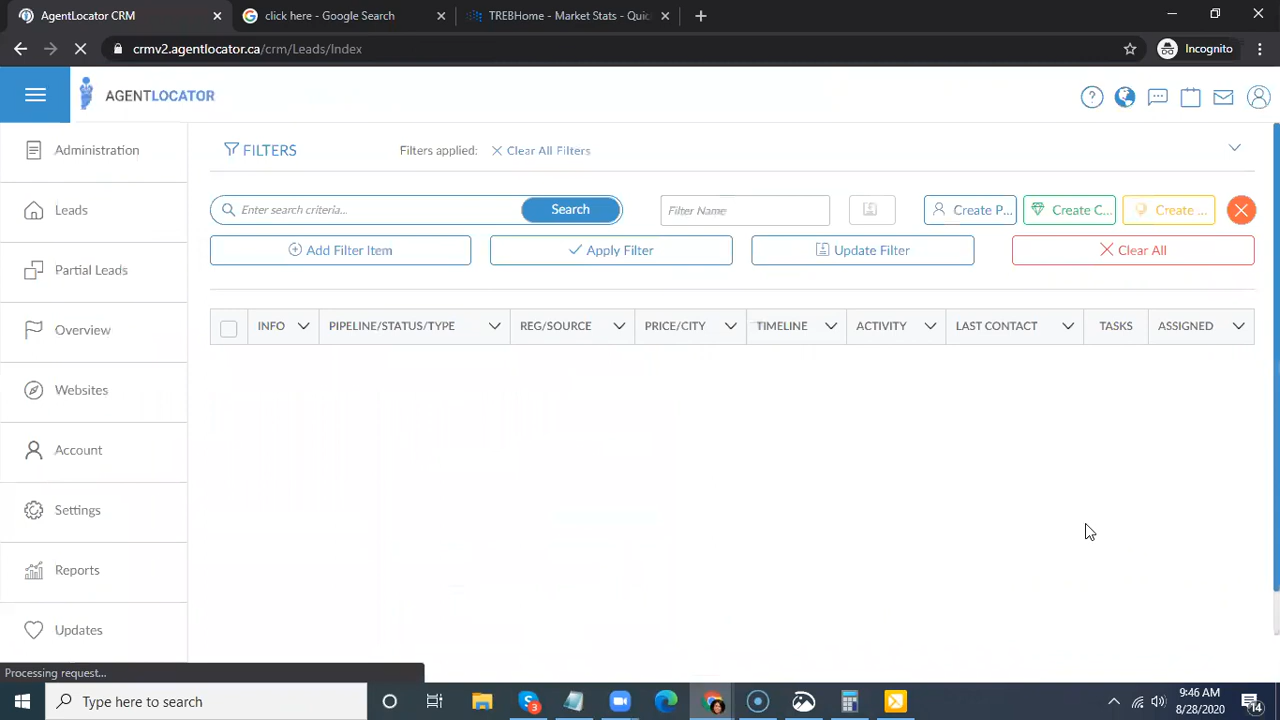 AgentLocator CRM
click here - Google Search
TREBHome - Market Stats - Quic
crmv2.agentlocator.ca/crm/Leads/Index
Incognito
AGENTLOCATOR
Administration
FILTERS
Filters applied:
Clear All Filters
Leads
Enter search criteria...
Search
Filter Name
Create P...
Create C...
Create ...
Add Filter Item
Apply Filter
Update Filter
Clear All
Partial Leads
Overview
INFO
PIPELINE/STATUS/TYPE
REG/SOURCE
PRICE/CITY
TIMELINE
ACTIVITY
LAST CONTACT
TASKS
ASSIGNED
Websites
Account
Settings
Reports
Updates
Processing request...
Type here to search
3
9:46 AM
8/28/2020
14